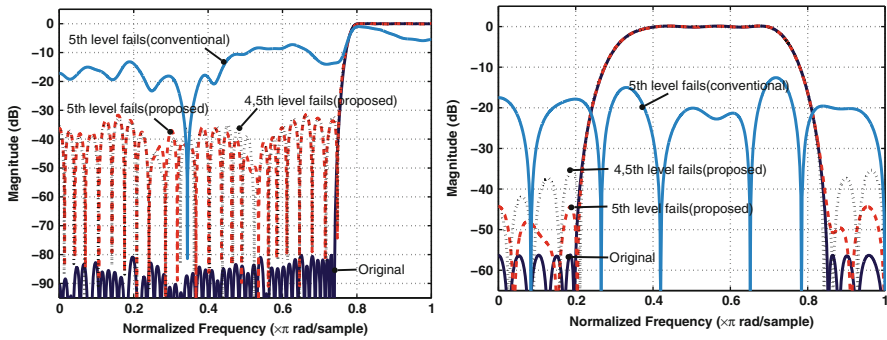 0
−10
−20
−30
−40
−50
−60
−70
−80
−90
Magnitude (dB)
5th level fails(conventional)
5th level fails(proposed)
4,5th level fails(proposed)
Original
0 0.2 0.4 0.6 0.8 1
Normalized Frequency (×π rad/sample)
0
−10
−20
−30
−40
−50
−60
Magnitude (dB)
5th level fails(conventional)
4,5th level fails(proposed)
5th level fails(proposed)
Original
0 0.2 0.4 0.6 0.8 1
Normalized Frequency (×π rad/sample)